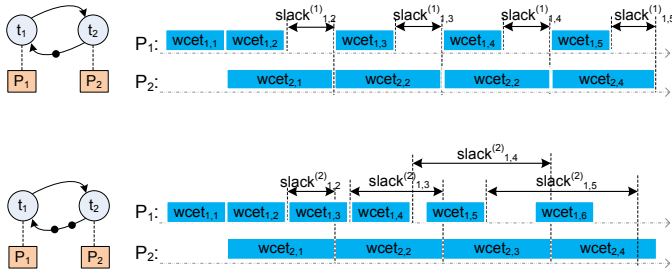 slack(1)1,2 slack(1)1,3 slack(1)1,4 slack(1)1,5
t1 t2
P1: wcet1,1 wcet1,2 wcet1,3 wcet1,4 wcet1,5
P1 P2
P2: wcet2,1 wcet2,2 wcet2,2 wcet2,4
slack(2)1,4
slack(2)1,2 slack(2)1,3 slack(2)1,5
t1 t2
P1: wcet1,1 wcet1,2 wcet1,3 wcet1,4 wcet1,5 wcet1,6
P1 P2
P2: wcet2,1 wcet2,2 wcet2,3 wcet2,4